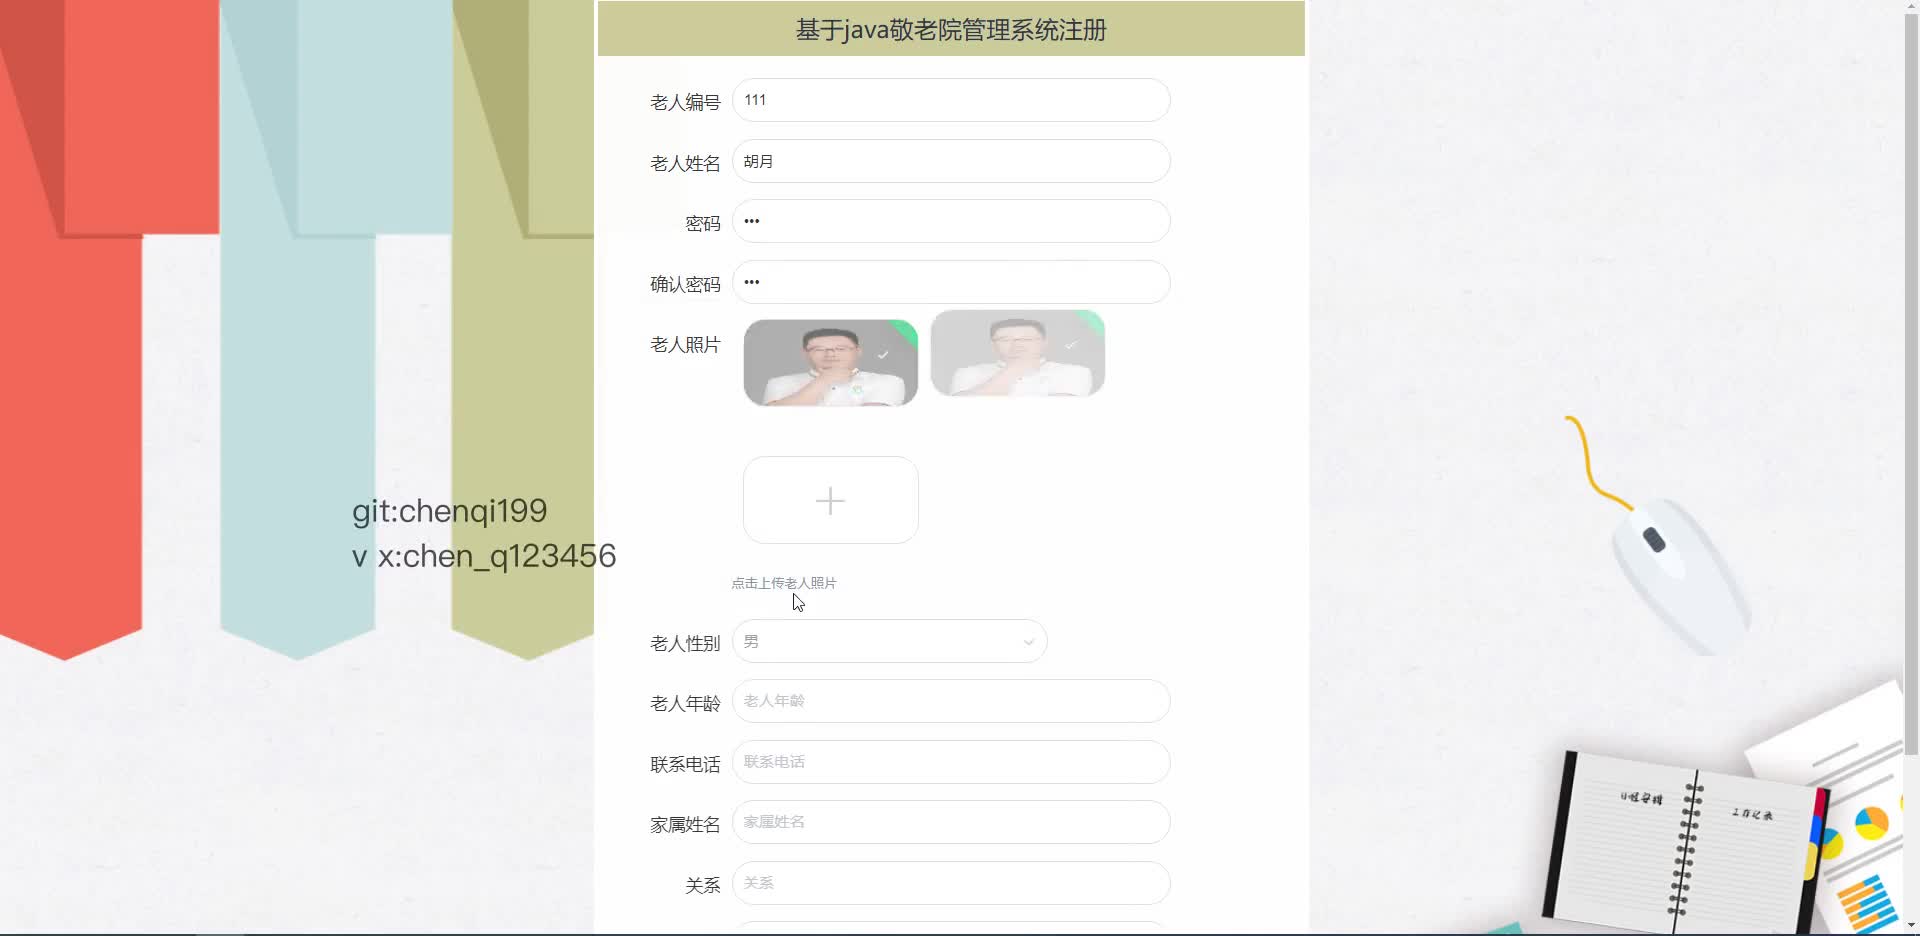 基于java敬老院管理系统注册
老人编号 111
老人姓名 胡月
密码 •••
确认密码 •••
老人照片
git:chenqi199
v x:chen_q123456
点击上传老人照片
老人性别 男
老人年龄 老人年龄
联系电话 联系电话
家属姓名 家属姓名
关系 关系
工作记录